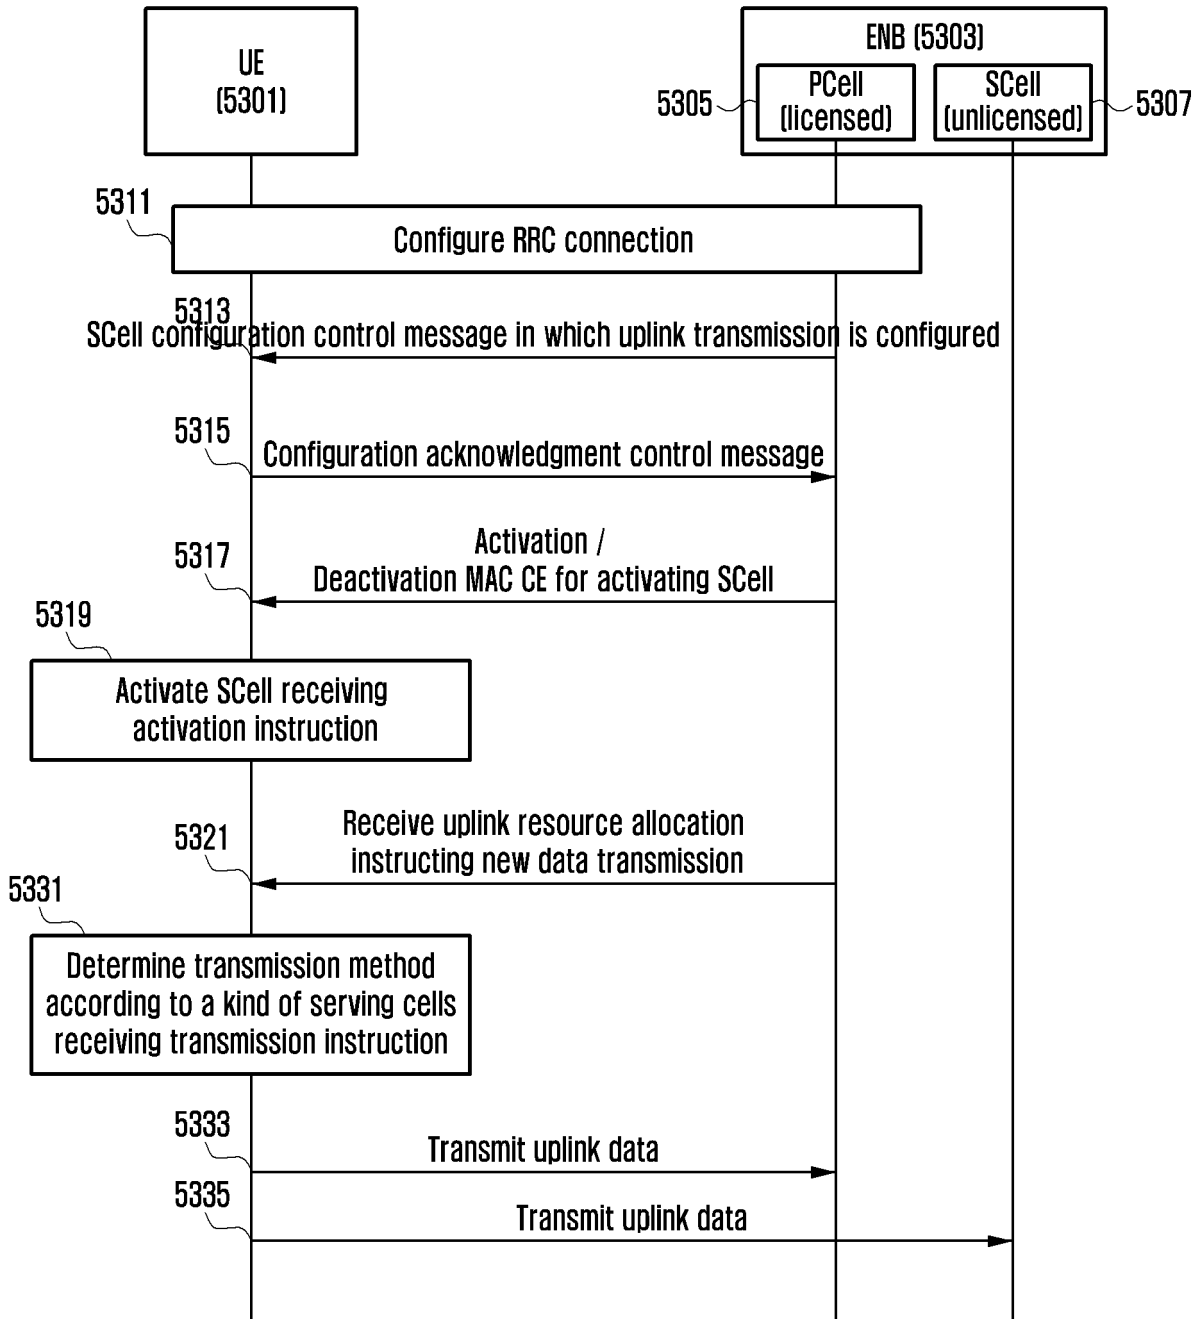 UE
(5301)
ENB (5303)
5305
PCell
(licensed)
SCell
(unlicensed)
5307
5311
Configure RRC connection
5313
SCell configuration control message in which uplink transmission is configured
5315
Configuration acknowledgment control message
5317
Activation /
Deactivation MAC CE for activating SCell
5319
Activate SCell receiving
activation instruction
5321
Receive uplink resource allocation
instructing new data transmission
5331
Determine transmission method
according to a kind of serving cells
receiving transmission instruction
5333
Transmit uplink data
5335
Transmit uplink data